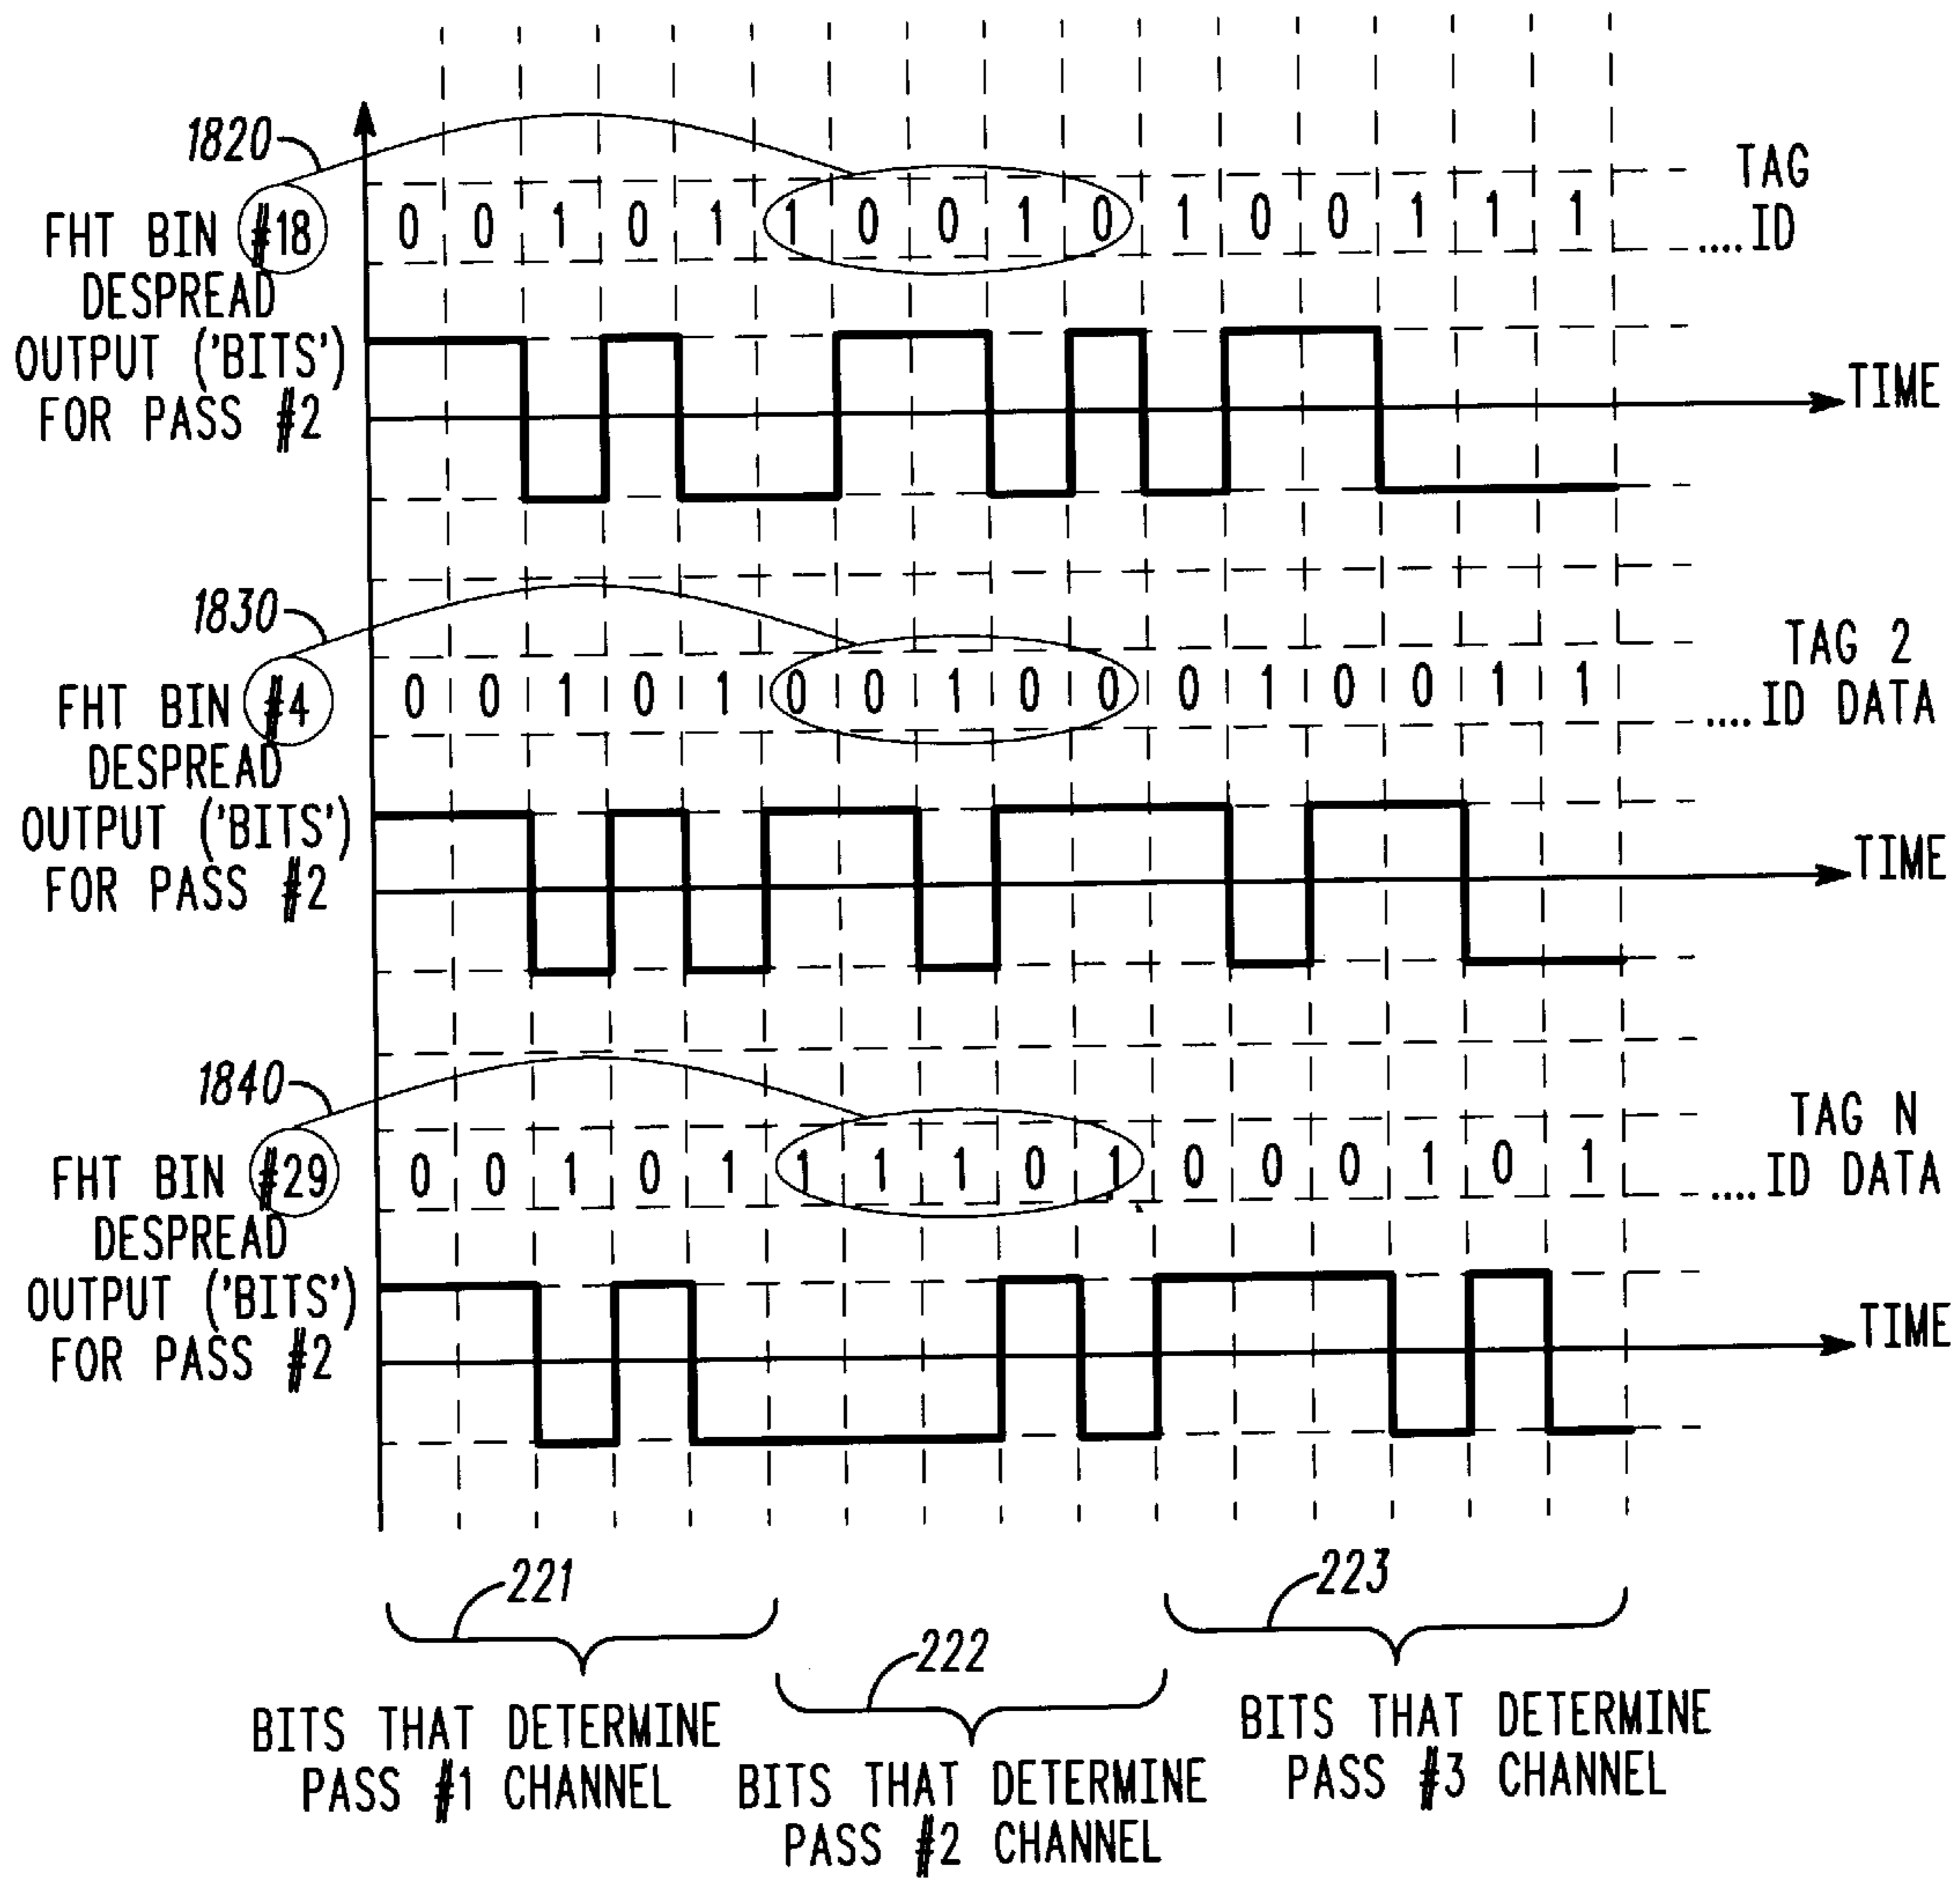 1820
FHT BIN #18
DESPREAD
OUTPUT ('BITS')
FOR PASS #2
0 0 1 0 1 1 0 0 1 0 1 0 0 1 1 1
TAG
....ID
TIME
1830
FHT BIN #4
DESPREAD
OUTPUT ('BITS')
FOR PASS #2
0 0 1 0 1 0 0 1 0 0 0 1 0 0 1 1
TAG 2
....ID DATA
TIME
1840
FHT BIN #29
DESPREAD
OUTPUT ('BITS')
FOR PASS #2
0 0 1 0 1 1 1 1 0 1 0 0 0 1 0 1
TAG N
....ID DATA
TIME
221
BITS THAT DETERMINE
PASS #1 CHANNEL
222
BITS THAT DETERMINE
PASS #2 CHANNEL
223
BITS THAT DETERMINE
PASS #3 CHANNEL